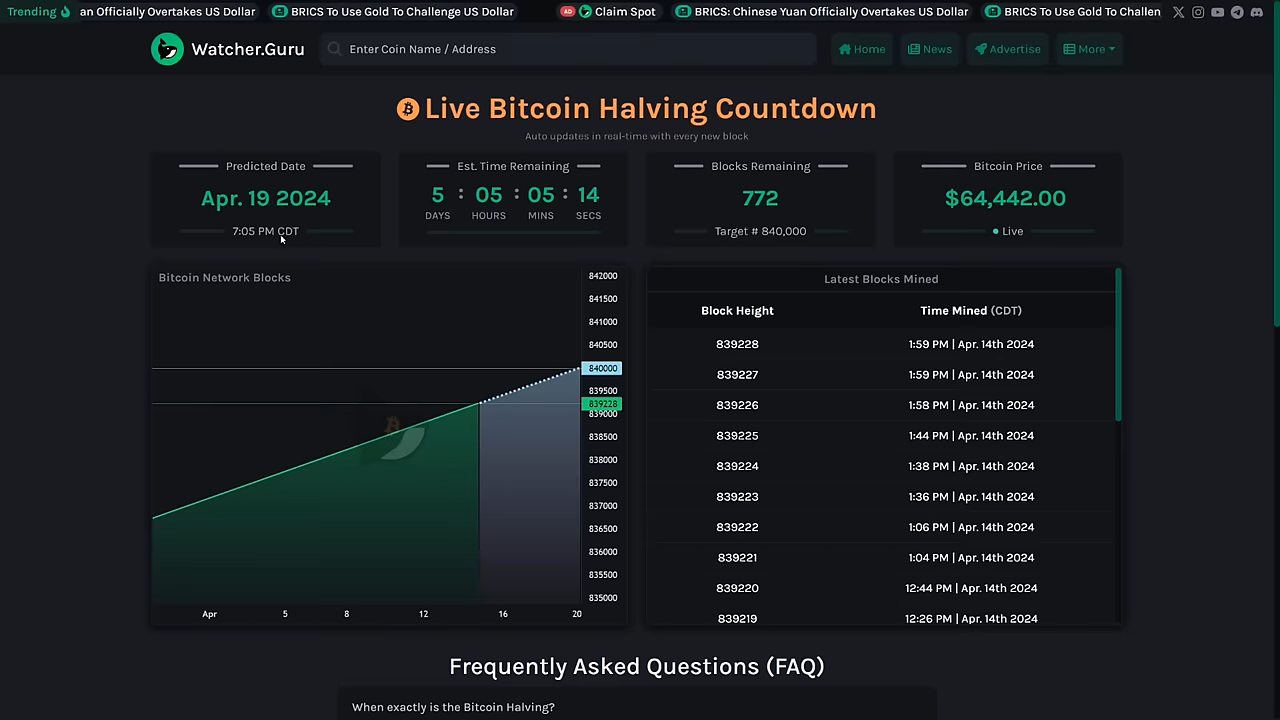 Trending
an Officially Overtakes US Dollar
BRICS To Use Gold To Challenge US Dollar
AD
Claim Spot
BRICS: Chinese Yuan Officially Overtakes US Dollar
BRICS To Use Gold To Challen
Watcher.Guru
Enter Coin Name / Address
Home
News
Advertise
More
Live Bitcoin Halving Countdown
Auto updates in real-time with every new block
Predicted Date
Apr. 19 2024
7:05 PM CDT
Est. Time Remaining
5 : 05 : 05 : 14
DAYS HOURS MINS SECS
Blocks Remaining
772
Target # 840,000
Bitcoin Price
$64,442.00
Live
Bitcoin Network Blocks
842000
841500
841000
840500
840000
839500
839228
839000
838500
838000
837500
837000
836500
836000
835500
835000
Apr 5 8 12 16 20
Latest Blocks Mined
Block Height Time Mined (CDT)
839228 1:59 PM | Apr. 14th 2024
839227 1:59 PM | Apr. 14th 2024
839226 1:58 PM | Apr. 14th 2024
839225 1:44 PM | Apr. 14th 2024
839224 1:38 PM | Apr. 14th 2024
839223 1:36 PM | Apr. 14th 2024
839222 1:06 PM | Apr. 14th 2024
839221 1:04 PM | Apr. 14th 2024
839220 12:44 PM | Apr. 14th 2024
839219 12:26 PM | Apr. 14th 2024
Frequently Asked Questions (FAQ)
When exactly is the Bitcoin Halving?